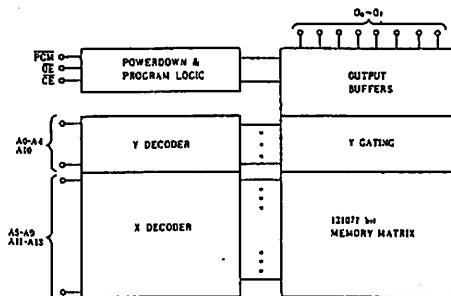 O₀–O₇
PGM
OE
CE
POWERDOWN &
PROGRAM LOGIC
OUTPUT
BUFFERS
A0-A4
A10
Y DECODER
Y GATING
A5-A9
A11-A13
X DECODER
131072 bit
MEMORY MATRIX